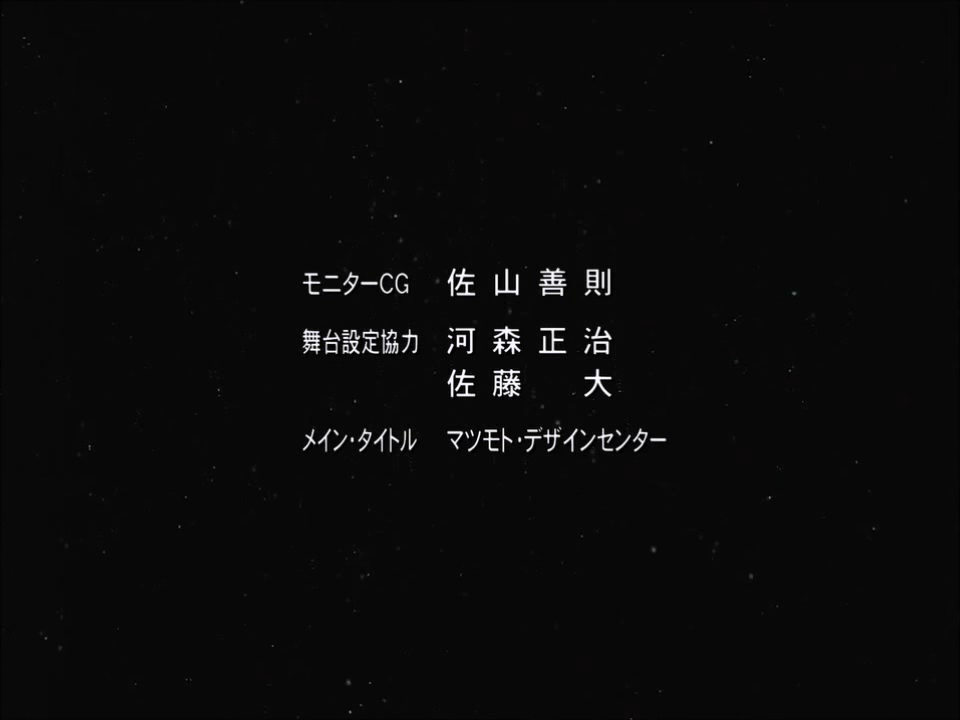 モニターCG 佐山善則
舞台設定協力 河森正治
佐藤 大
メイン・タイトル マツモト・デザインセンター